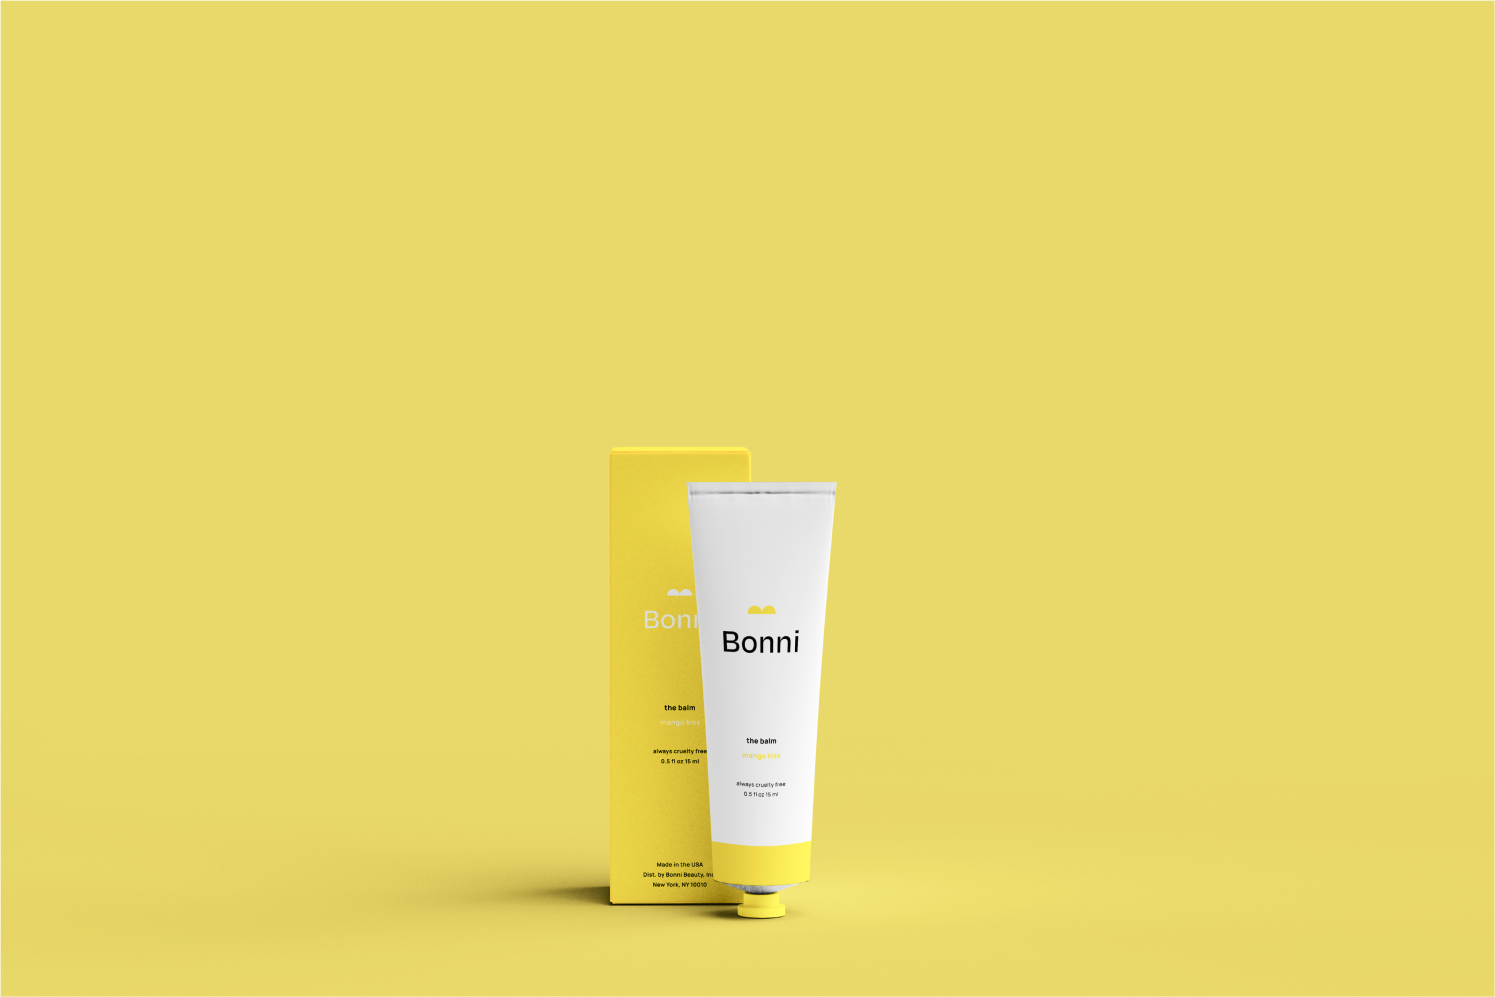 Bonni
the balm
mango kiss
always cruelty free
0.5 fl oz 15 ml
Made in the USA
Dist. by Bonni Beauty, Inc
New York, NY 10010
Bonni
the balm
mango kiss
always cruelty free
0.5 fl oz 15 ml